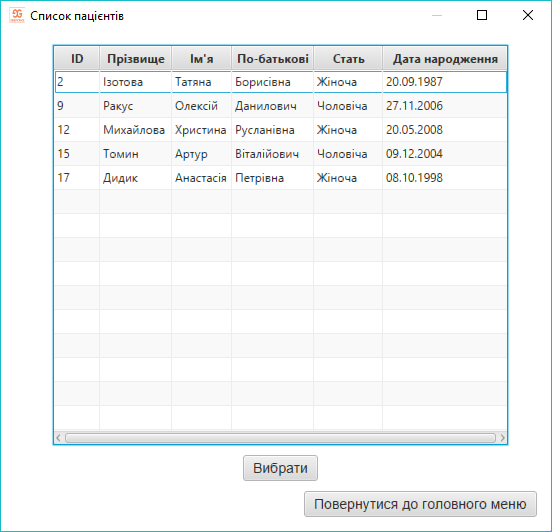 Список пацієнтів
ID Прізвище Ім'я По-батькові Стать Дата народження
2 Ізотова Татяна Борисівна Жіноча 20.09.1987
9 Ракус Олексій Данилович Чоловіча 27.11.2006
12 Михайлова Христина Русланівна Жіноча 20.05.2008
15 Томин Артур Віталійович Чоловіча 09.12.2004
17 Дидик Анастасія Петрівна Жіноча 08.10.1998
Вибрати
Повернутися до головного меню